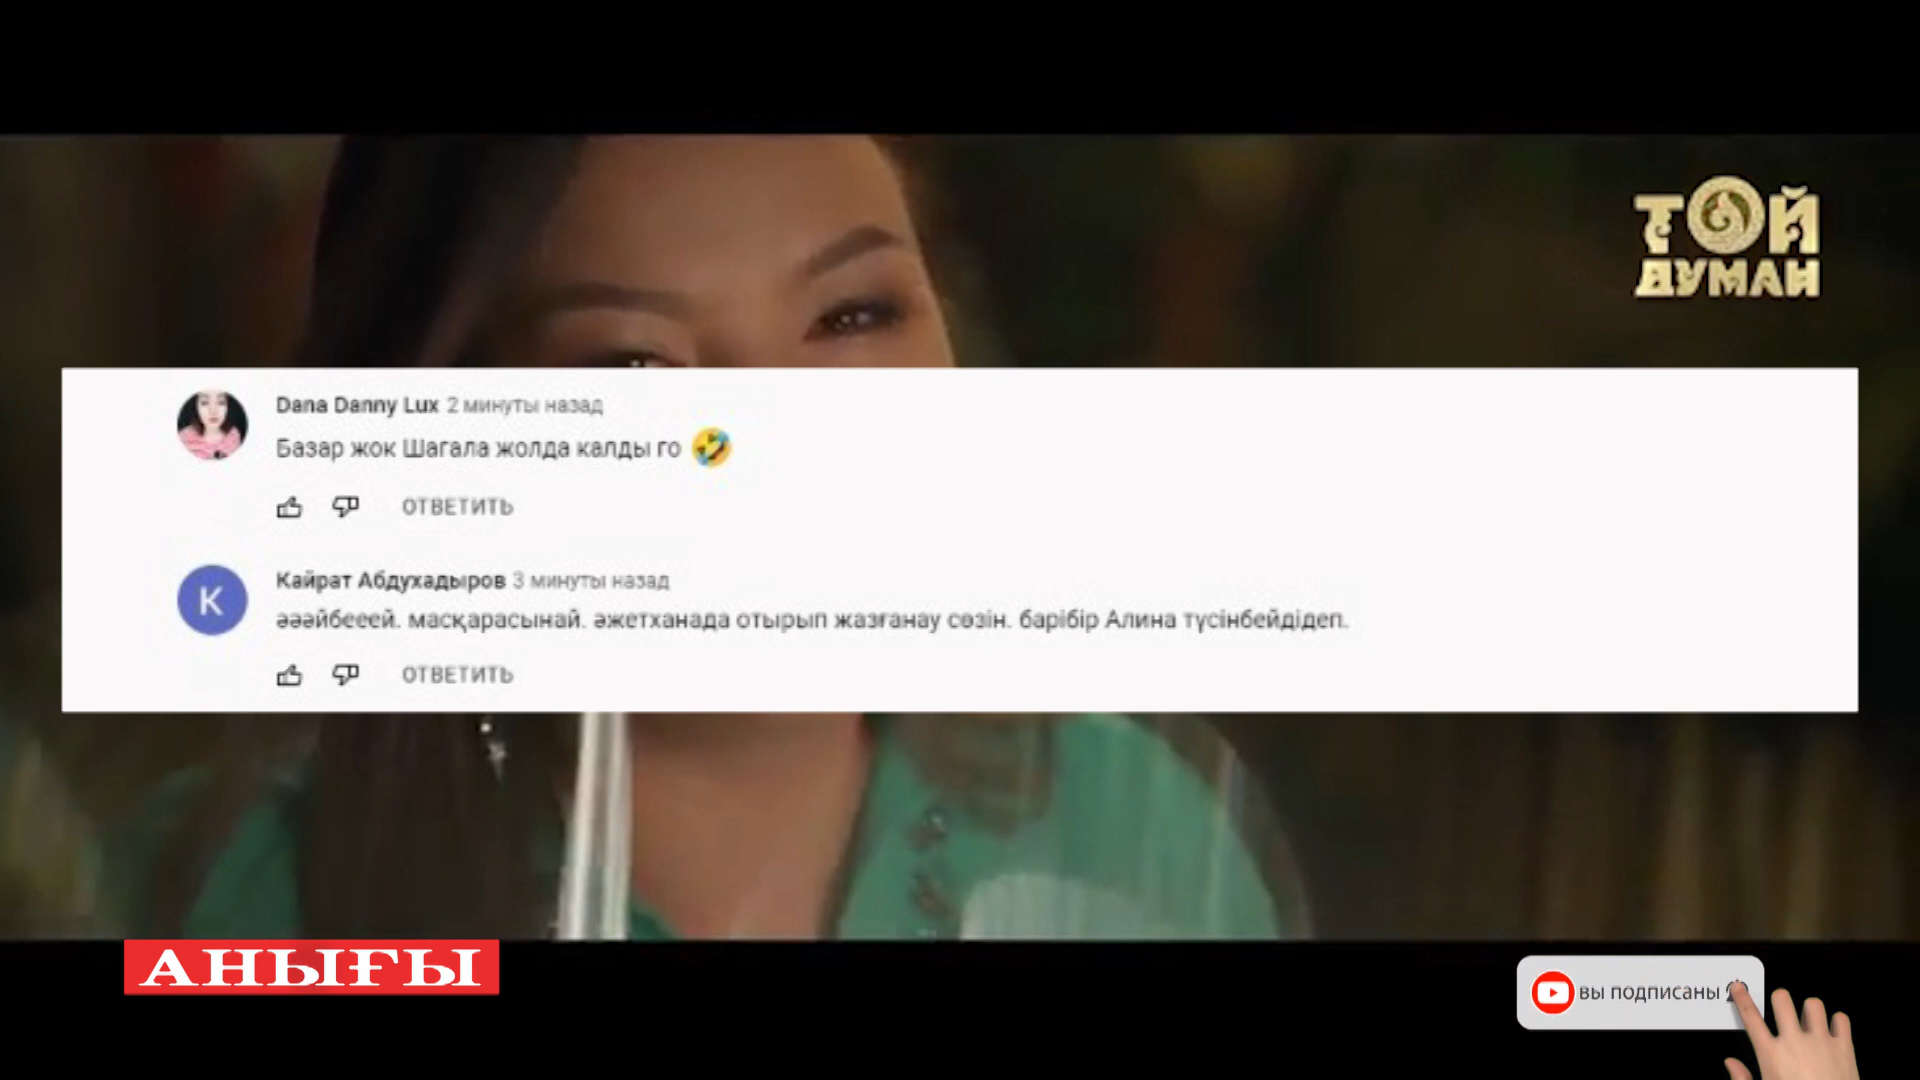 ТОЙ
ДУМАН
Dana Danny Lux 2 минуты назад
Базар жок Шагала жолда калды го 🤣
ОТВЕТИТЬ
К
Кайрат Абдухадыров 3 минуты назад
әәәйбееей. масқарасынай. әжетханада отырып жазғанау сөзін. барібір Алина түсінбейдідеп.
ОТВЕТИТЬ
АНЫҒЫ
вы подписаны